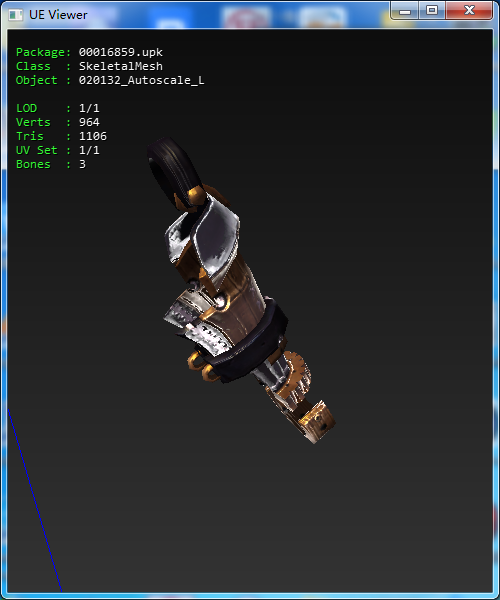 UE Viewer
Package: 00016859.upk
Class : SkeletalMesh
Object : 020132_Autoscale_L
LOD : 1/1
Verts : 964
Tris : 1106
UV Set : 1/1
Bones : 3